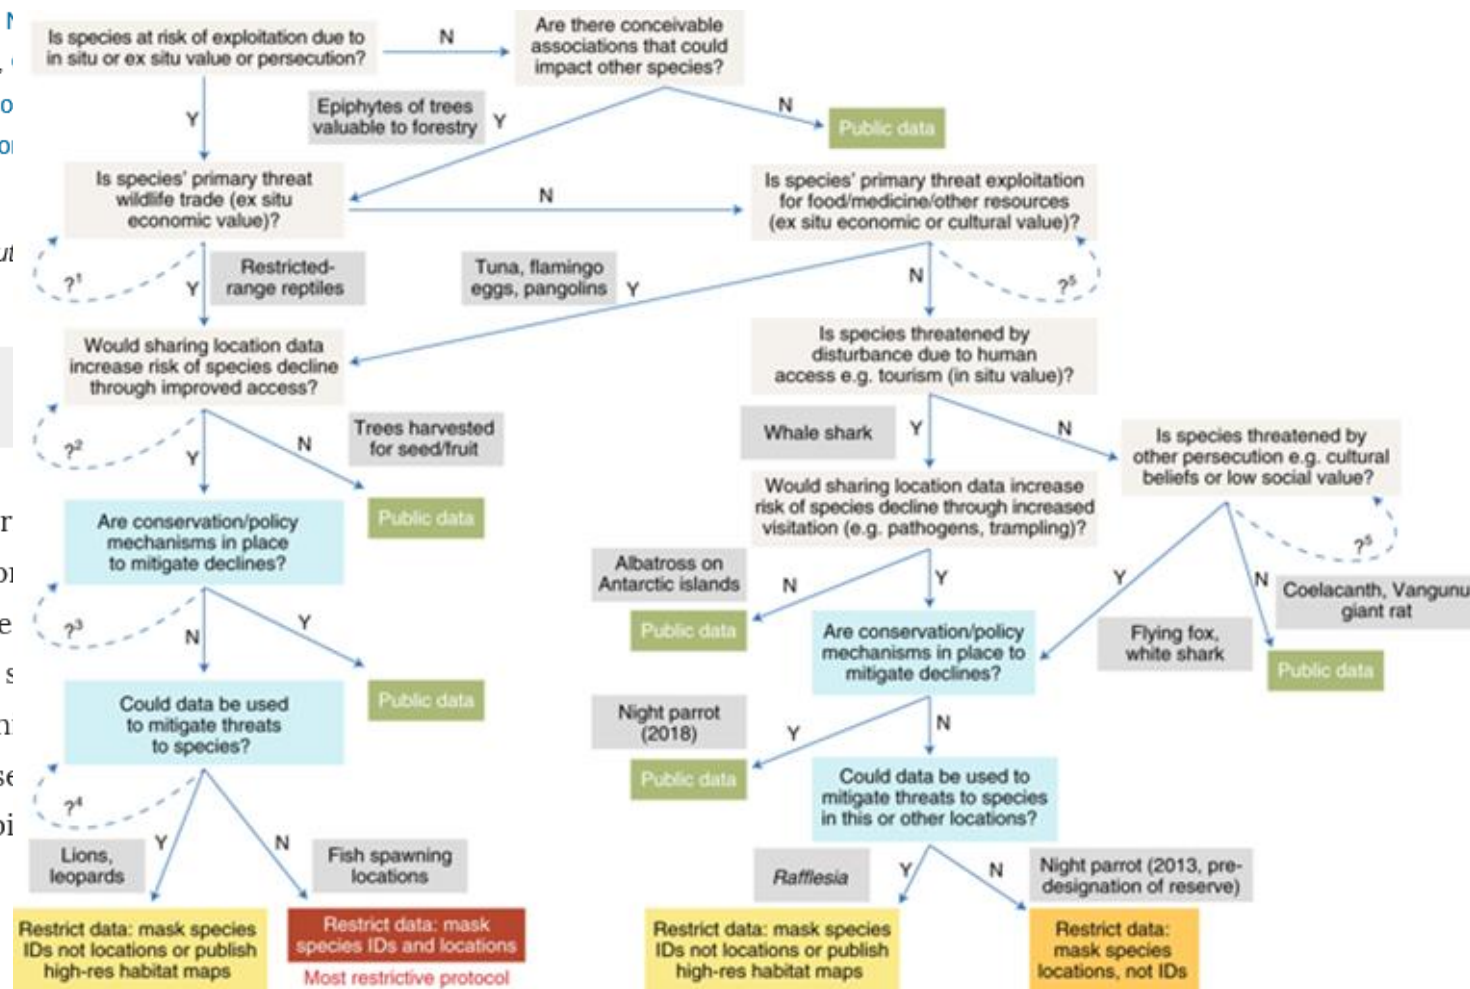 Is species at risk of exploitation due to
in situ or ex situ value or persecution?
N
Are there conceivable
associations that could
impact other species?
Y
Epiphytes of trees
valuable to forestry
Y
N
Public data
Is species' primary threat
wildlife trade (ex situ
economic value)?
N
Is species' primary threat exploitation
for food/medicine/other resources
(ex situ economic or cultural value)?
?1
Y
Restricted-
range reptiles
Tuna, flamingo
eggs, pangolins
Y
N
?5
Would sharing location data
increase risk of species decline
through improved access?
Is species threatened by
disturbance due to human
access e.g. tourism (in situ value)?
?2
Y
N
Trees harvested
for seed/fruit
Public data
Whale shark
Y
N
Is species threatened by
other persecution e.g. cultural
beliefs or low social value?
Are conservation/policy
mechanisms in place
to mitigate declines?
Would sharing location data increase
risk of species decline through increased
visitation (e.g. pathogens, trampling)?
?5
?3
N
Y
Public data
Albatross on
Antarctic islands
N
Public data
Y
Y
N
Coelacanth, Vangunu
giant rat
Flying fox,
white shark
Public data
Are conservation/policy
mechanisms in place to
mitigate declines?
Could data be used
to mitigate threats
to species?
Night parrot
(2018)
Y
Public data
N
?4
Y
N
Lions,
leopards
Fish spawning
locations
Could data be used to
mitigate threats to species
in this or other locations?
Rafflesia
Y
N
Night parrot (2013, pre-
designation of reserve)
Restrict data: mask species
IDs not locations or publish
high-res habitat maps
Restrict data: mask
species IDs and locations
Most restrictive protocol
Restrict data: mask species
IDs not locations or publish
high-res habitat maps
Restrict data:
mask species
locations, not IDs